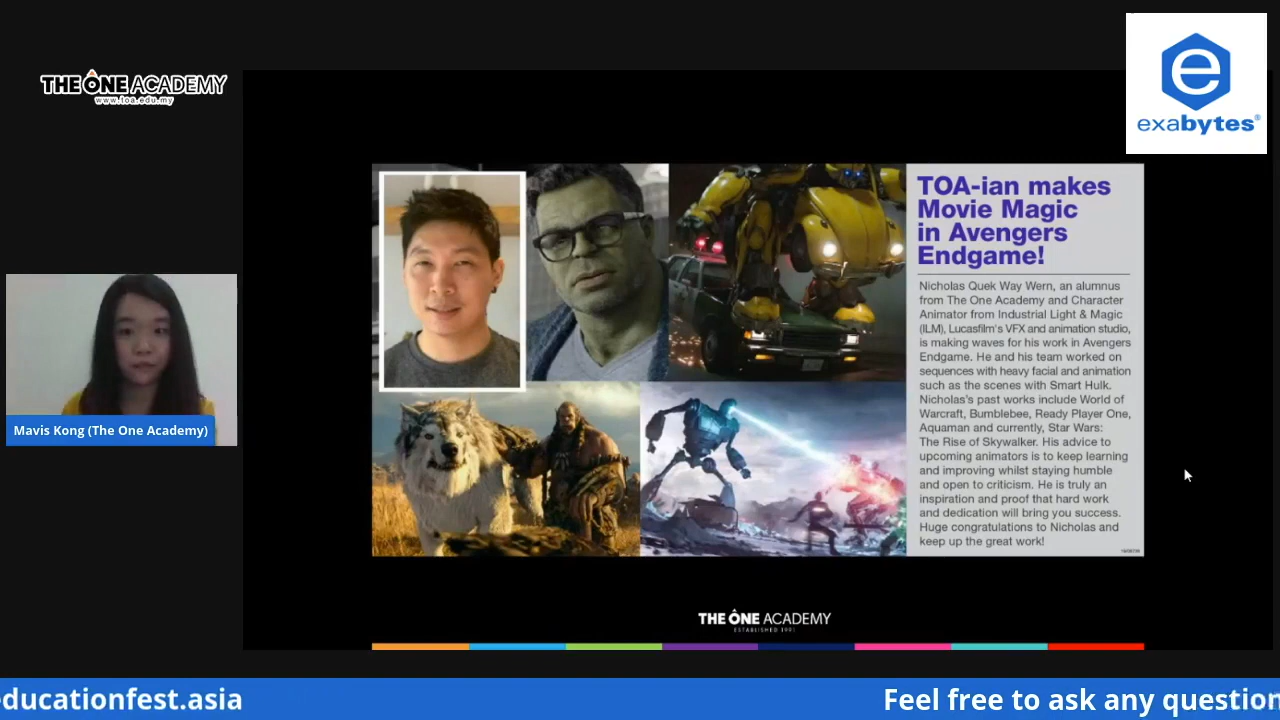 THE ONE ACADEMY
www.toa.edu.my
e
exabytes®
TOA-ian makes
Movie Magic
in Avengers
Endgame!
Nicholas Quek Way Wern, an alumnus
from The One Academy and Character
Animator from Industrial Light & Magic
(ILM), Lucasfilm's VFX and animation studio,
is making waves for his work in Avengers
Endgame. He and his team worked on
sequences with heavy facial and animation
such as the scenes with Smart Hulk.
Nicholas's past works include World of
Warcraft, Bumblebee, Ready Player One,
Aquaman and currently, Star Wars:
The Rise of Skywalker. His advice to
upcoming animators is to keep learning
and improving whilst staying humble
and open to criticism. He is truly an
inspiration and proof that hard work
and dedication will bring you success.
Huge congratulations to Nicholas and
keep up the great work!
Mavis Kong (The One Academy)
THE ONE ACADEMY
ESTABLISHED 1991
educationfest.asia
Feel free to ask any question